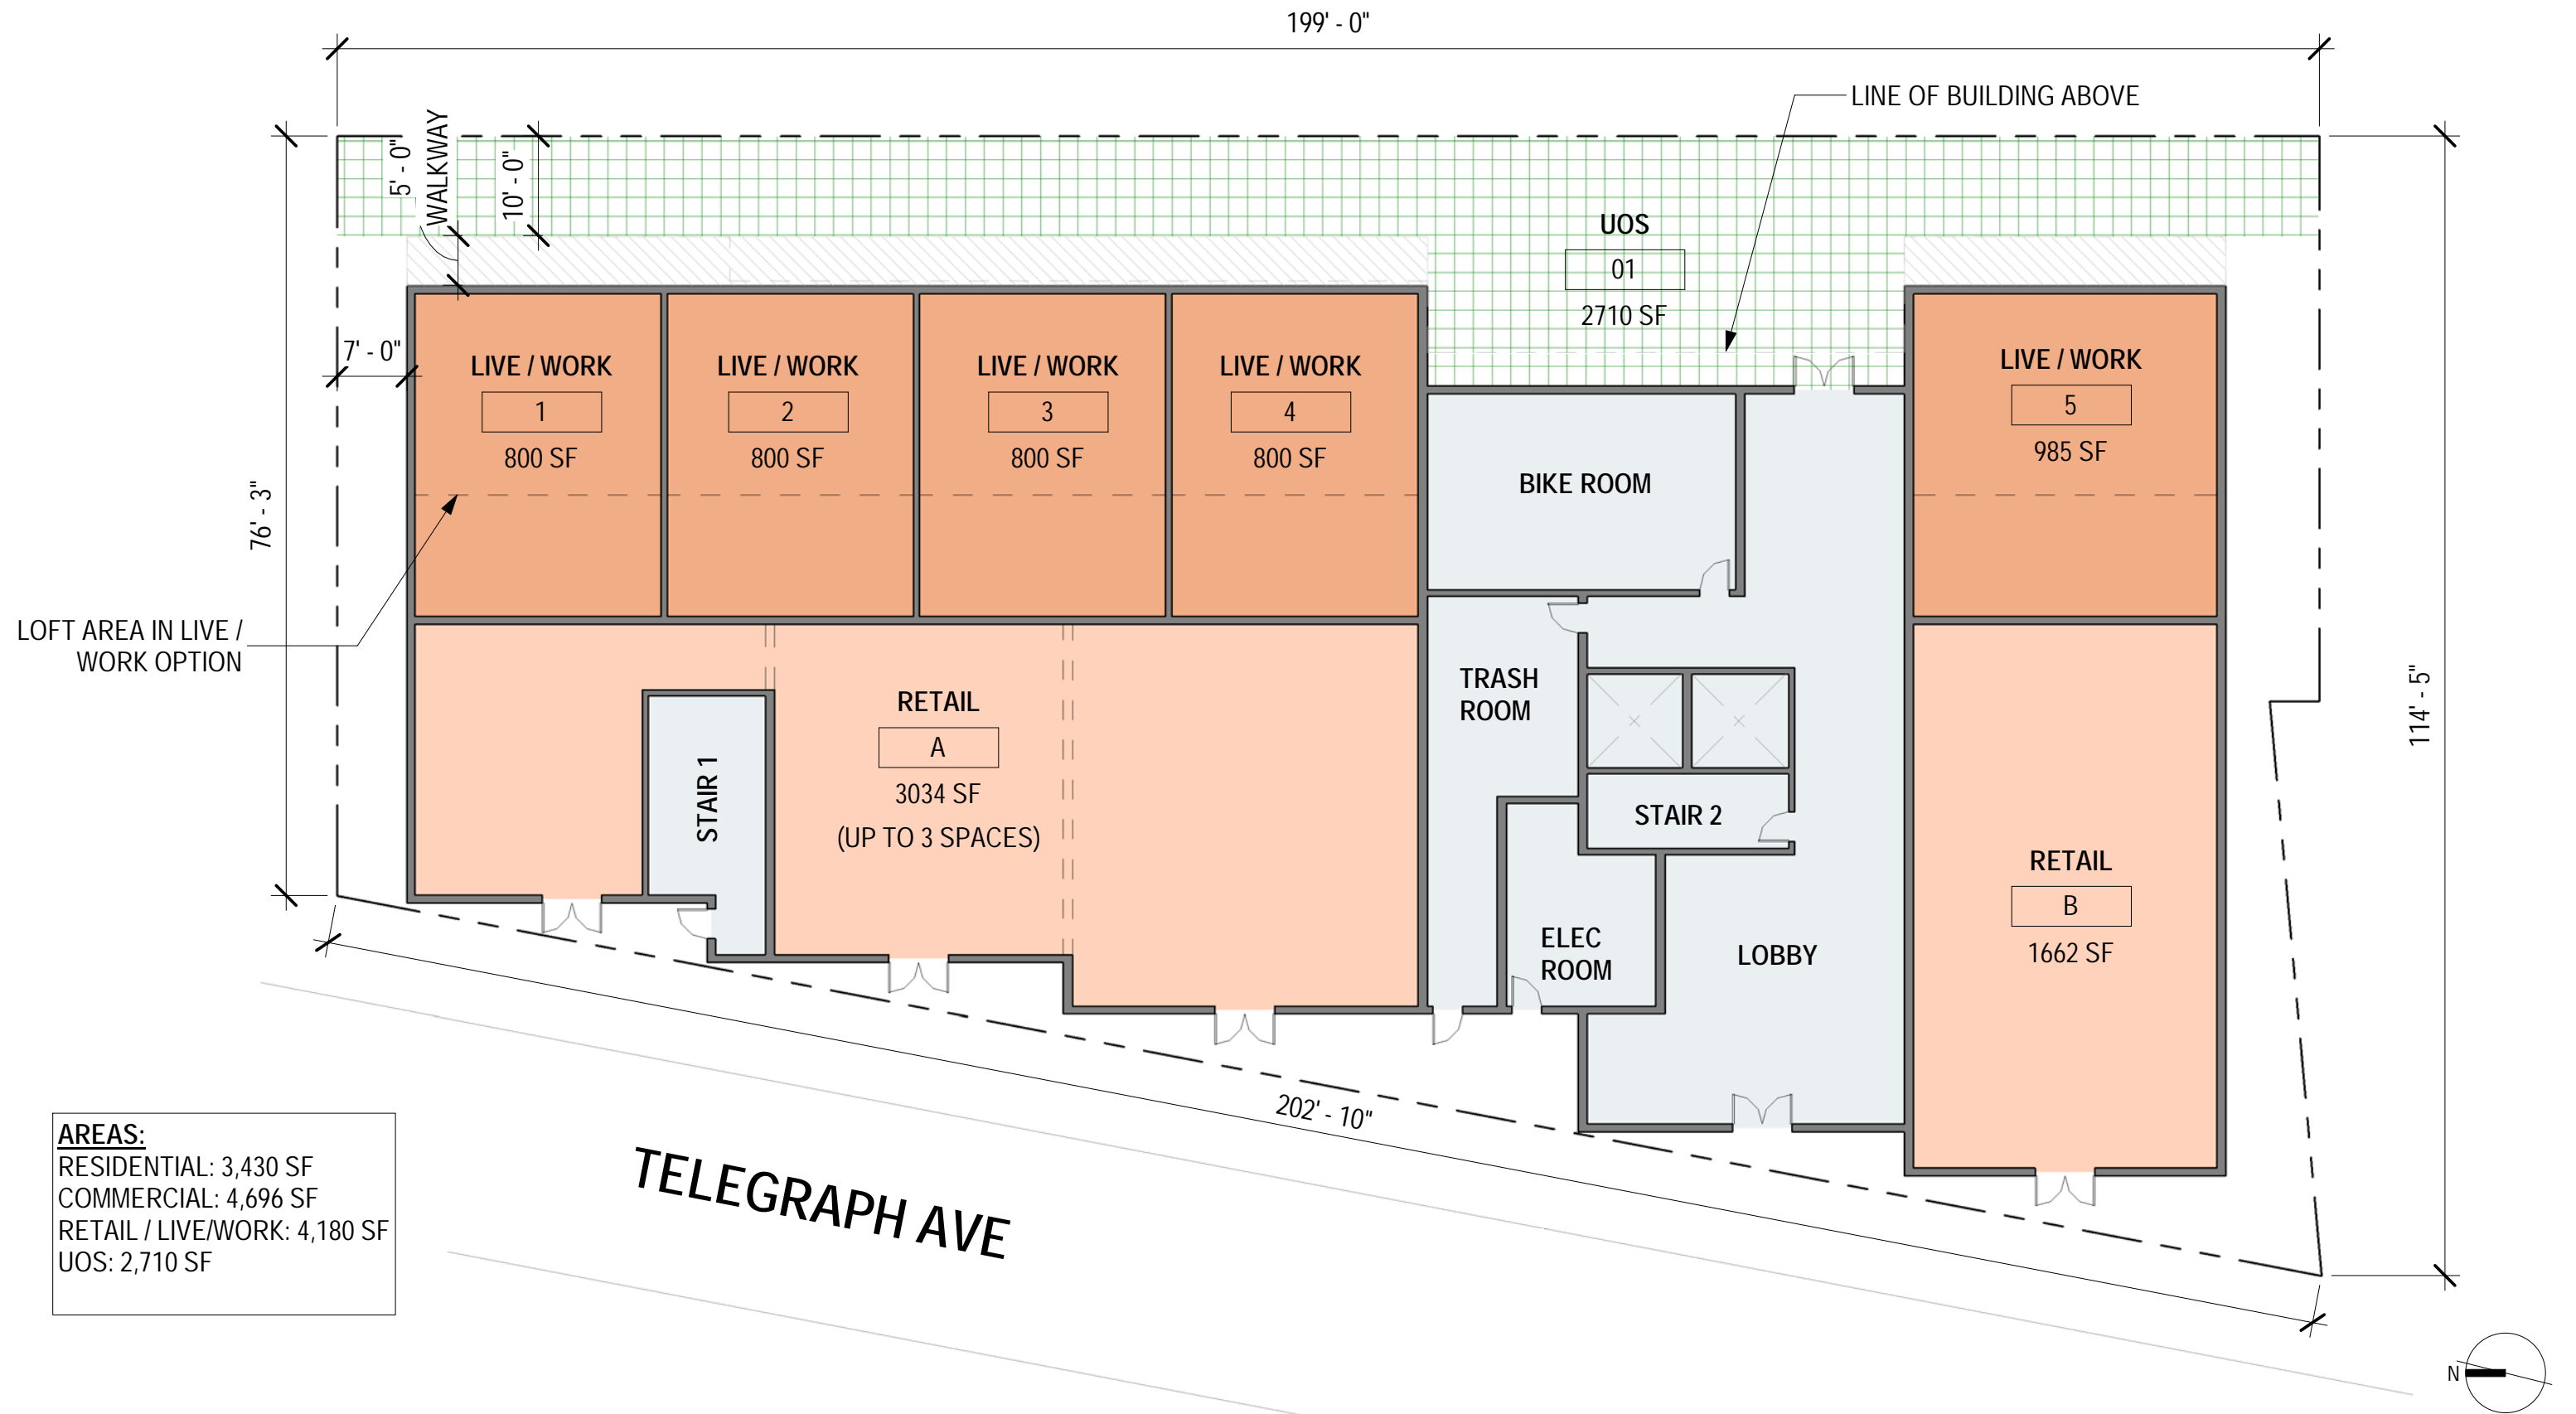 199' - 0"
LINE OF BUILDING ABOVE
5' - 0"
WALKWAY
10' - 0"
UOS
01
2710 SF
7' - 0"
LIVE / WORK
1
800 SF
LIVE / WORK
2
800 SF
LIVE / WORK
3
800 SF
LIVE / WORK
4
800 SF
LIVE / WORK
5
985 SF
BIKE ROOM
76' - 3"
114' - 5"
LOFT AREA IN LIVE /
WORK OPTION
TRASH
ROOM
RETAIL
A
3034 SF
(UP TO 3 SPACES)
STAIR 1
STAIR 2
RETAIL
B
1662 SF
ELEC
ROOM
LOBBY
202' - 10"
TELEGRAPH AVE
AREAS:
RESIDENTIAL: 3,430 SF
COMMERCIAL: 4,696 SF
RETAIL / LIVE/WORK: 4,180 SF
UOS: 2,710 SF
N